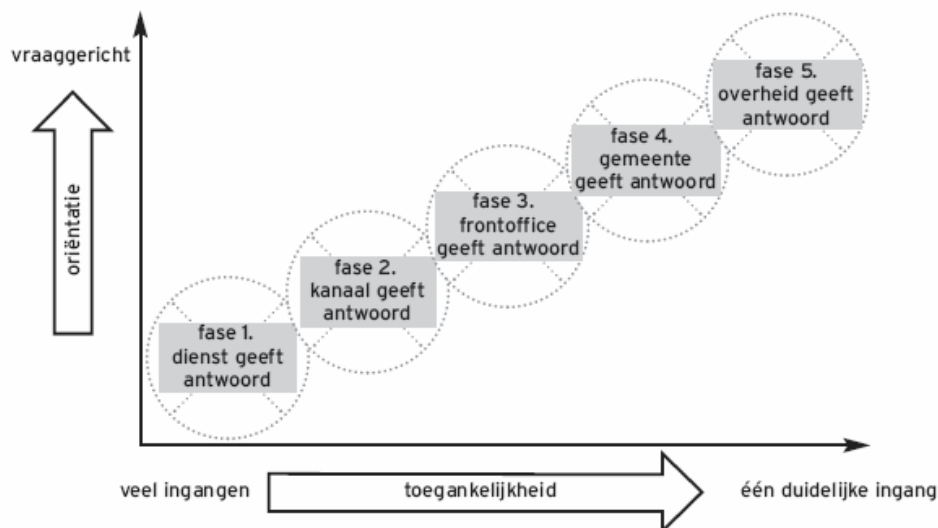 vraaggericht
oriëntatie
fase 5.
overheid geeft
antwoord
fase 4.
gemeente
geeft antwoord
fase 3.
frontoffice
geeft antwoord
fase 2.
kanaal geeft
antwoord
fase 1.
dienst geeft
antwoord
veel ingangen
toegankelijkheid
één duidelijke ingang